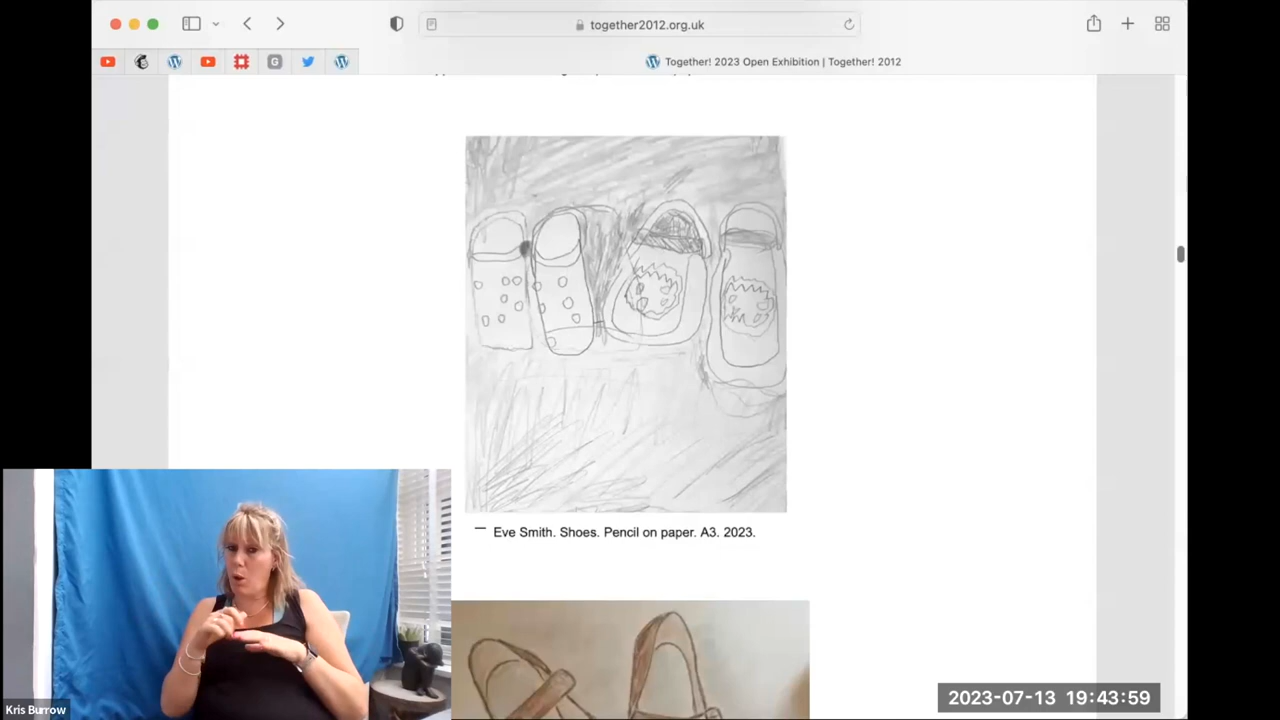 together2012.org.uk
Together! 2023 Open Exhibition | Together! 2012
Eve Smith. Shoes. Pencil on paper. A3. 2023.
Kris Burrow
2023-07-13 19:43:59